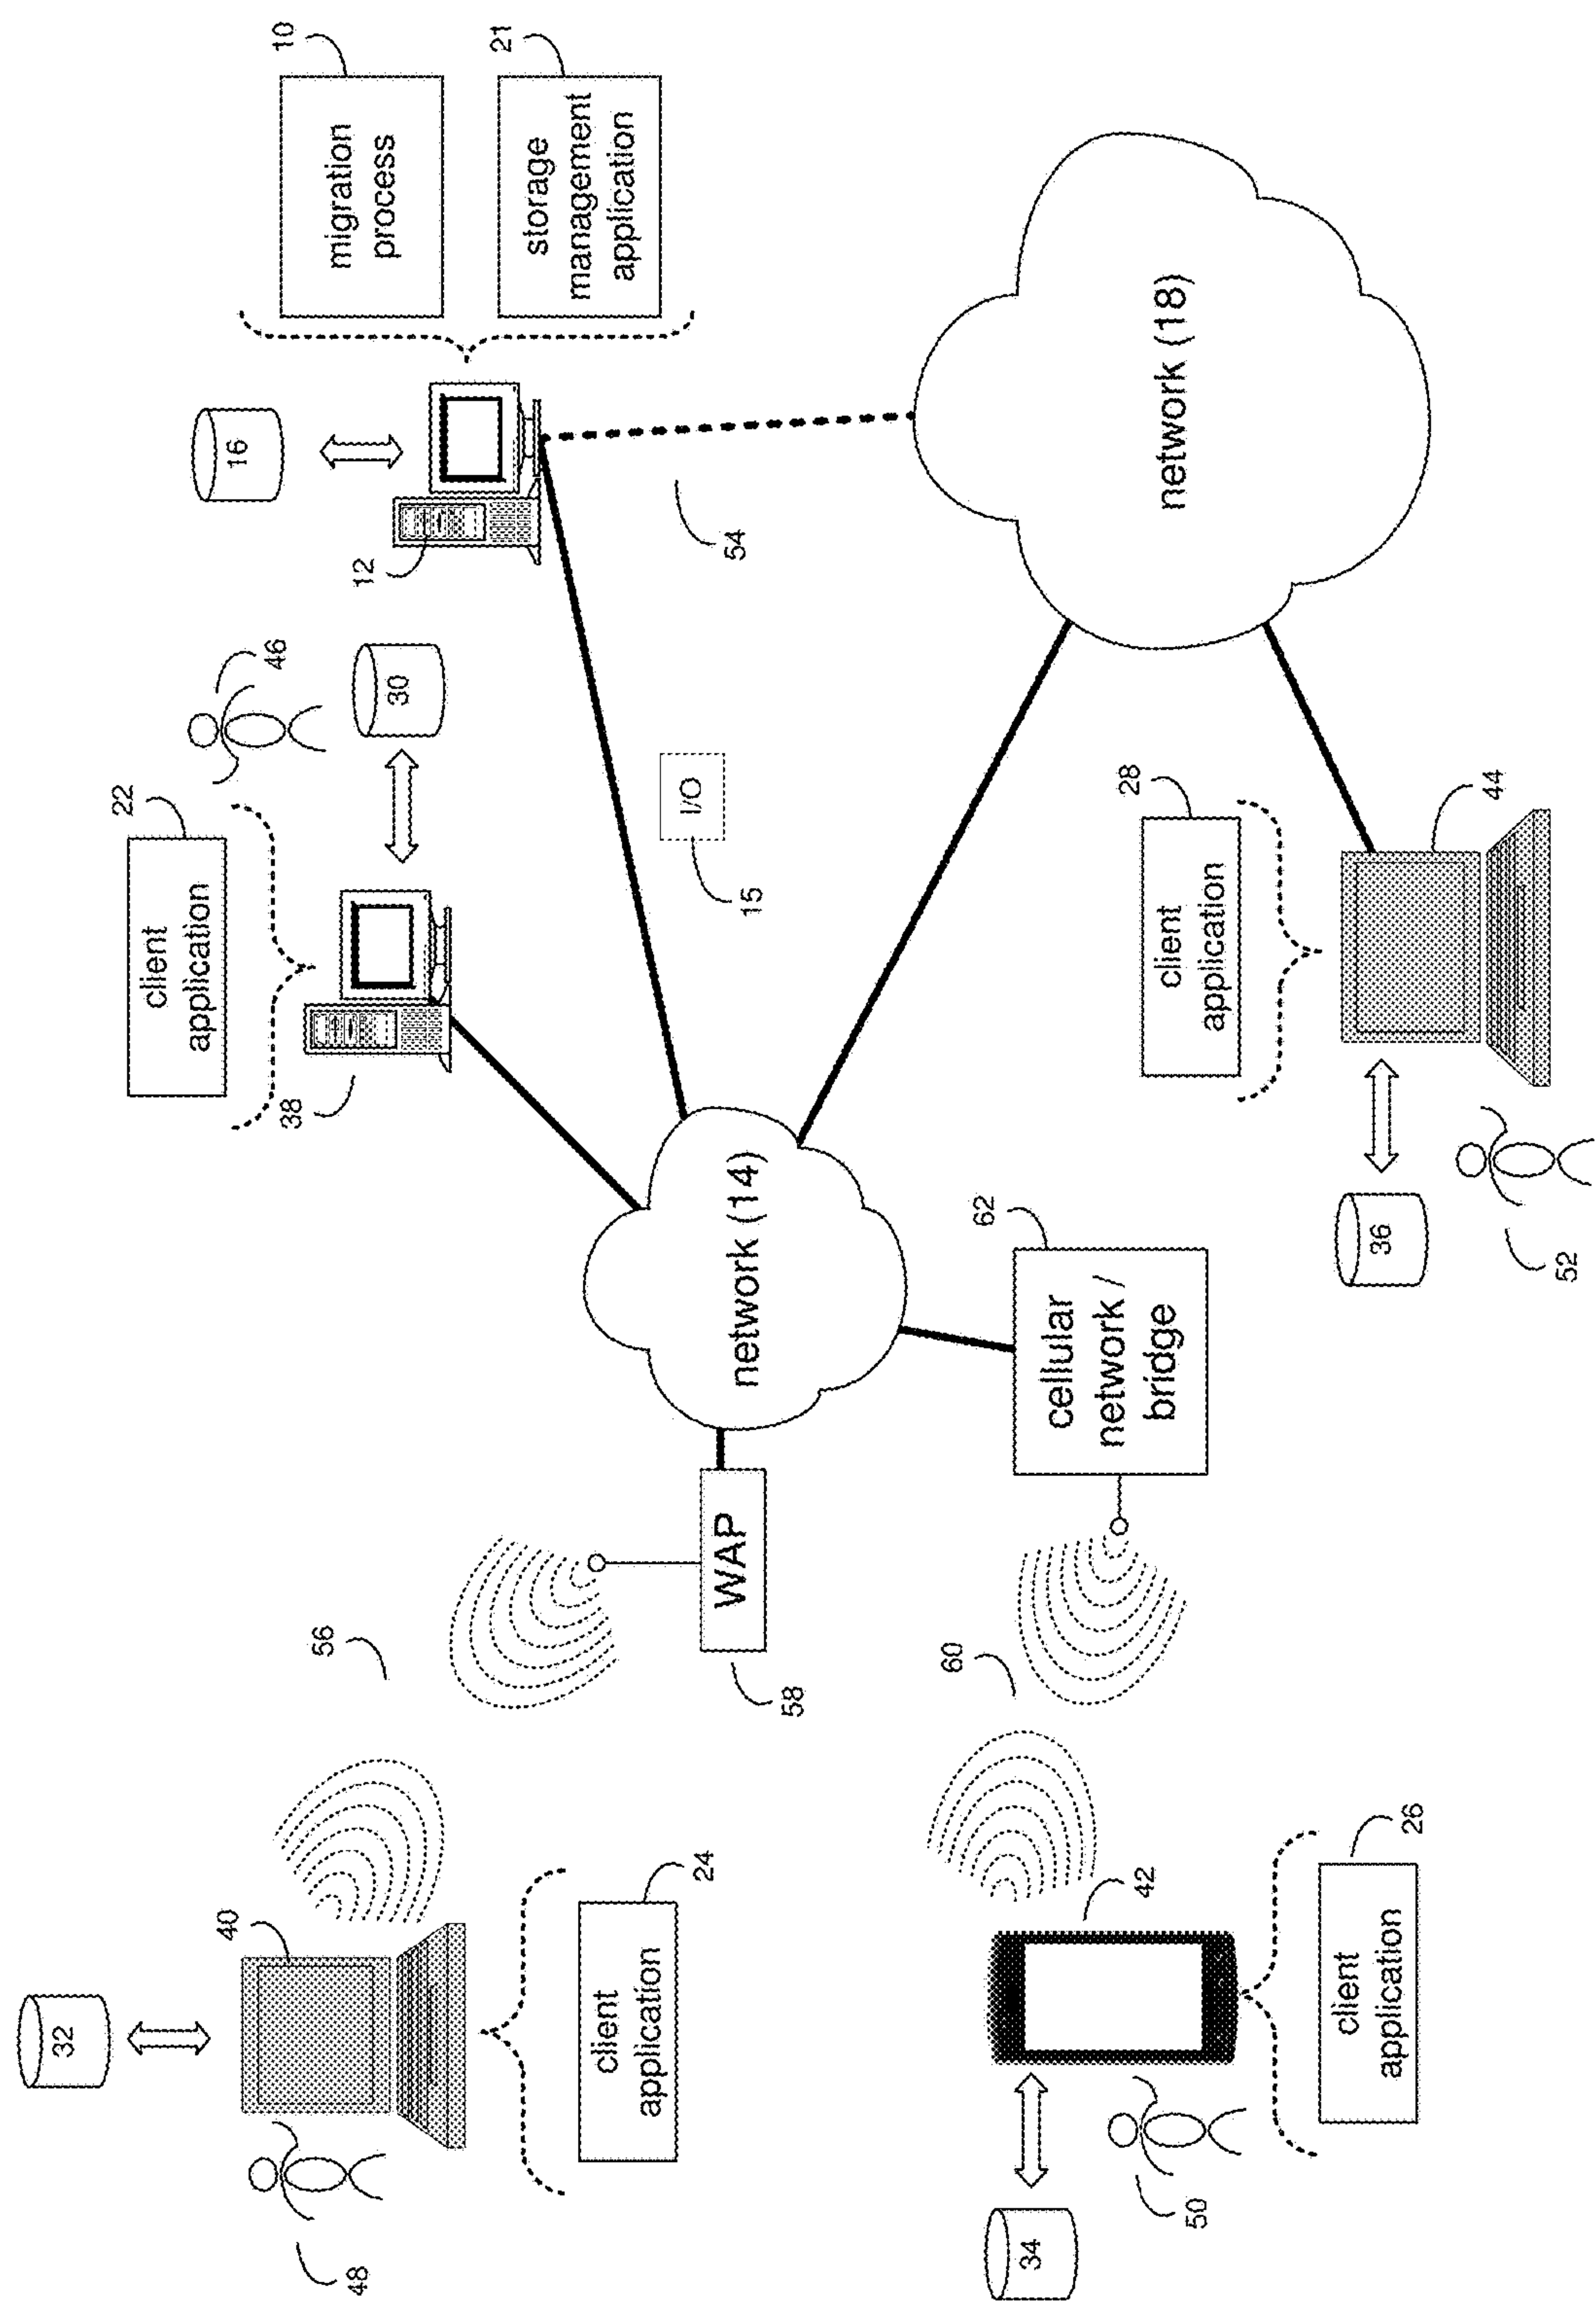 32
22
client
application
40
16
46
10
38
56
migration
process
48
12
30
21
storage
management
application
client
application
24
I/O
WAP
54
network (14)
15
58
60
62
34
cellular
network /
bridge
28
42
client
application
network (18)
50
client
application
36
26
44
52